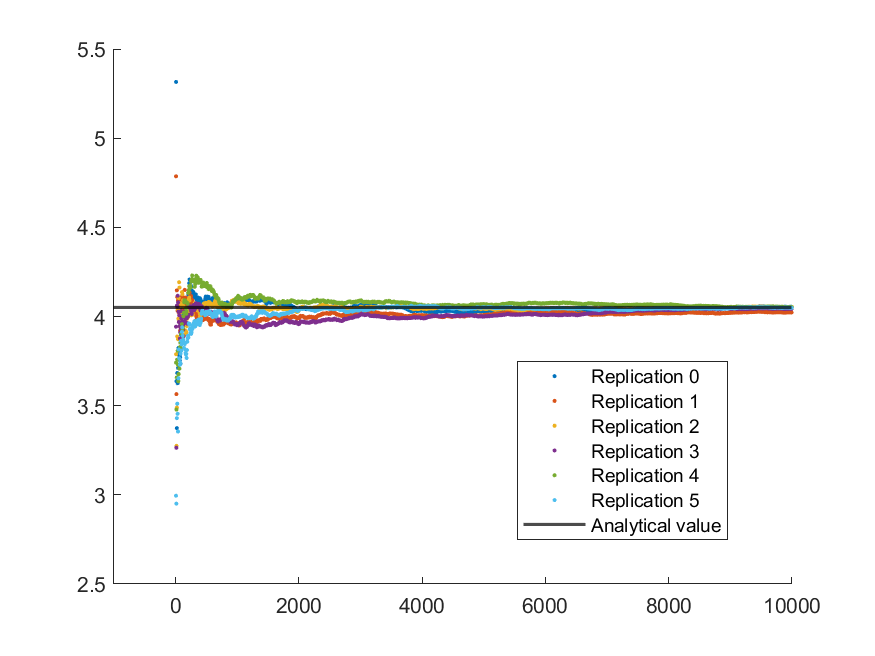 5.5
5
4.5
4
3.5
3
2.5
0
2000
4000
6000
8000
10000
Replication 0
Replication 1
Replication 2
Replication 3
Replication 4
Replication 5
Analytical value